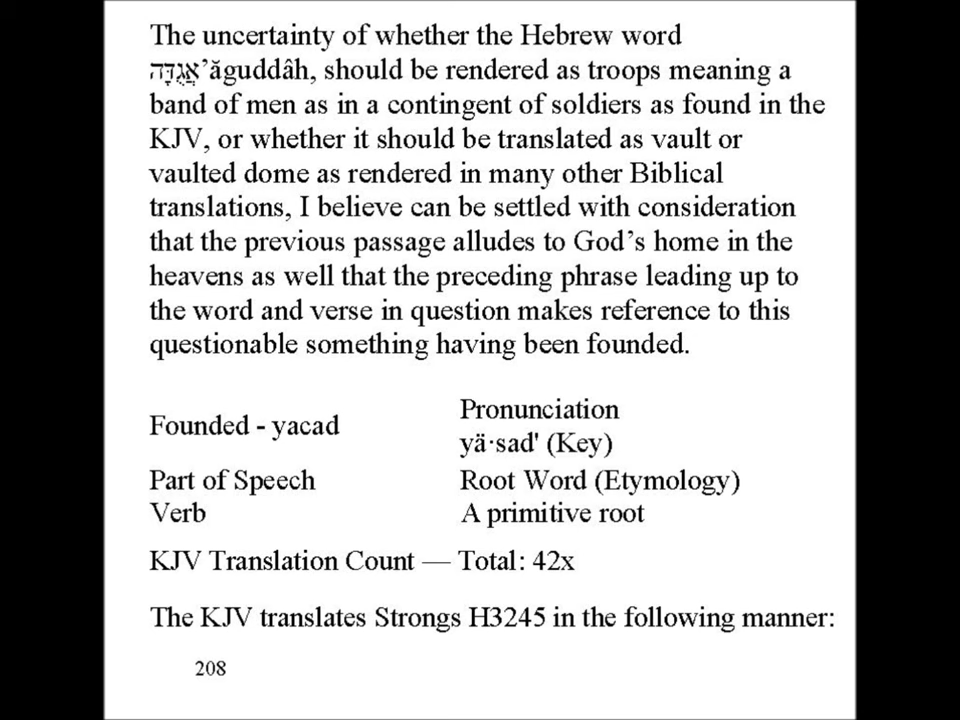 The uncertainty of whether the Hebrew word
אֲגֻדָּה’ăguddâh, should be rendered as troops meaning a
band of men as in a contingent of soldiers as found in the
KJV, or whether it should be translated as vault or
vaulted dome as rendered in many other Biblical
translations, I believe can be settled with consideration
that the previous passage alludes to God’s home in the
heavens as well that the preceding phrase leading up to
the word and verse in question makes reference to this
questionable something having been founded.
Founded - yacad
Pronunciation
yä·sad' (Key)
Part of Speech
Verb
Root Word (Etymology)
A primitive root
KJV Translation Count — Total: 42x
The KJV translates Strongs H3245 in the following manner:
208